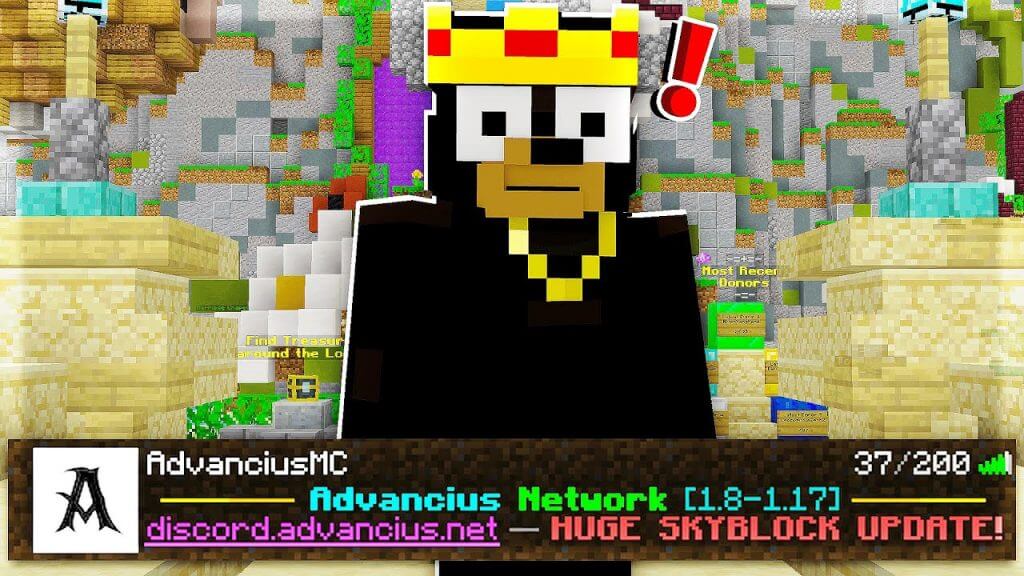 -=+=-
Most Recen
Donors
-=-
Find Treasur
around the Lo
AdvanciusMC
37/200
Advancius Network [1.8-1.17]
discord.advancius.net — HUGE SKYBLOCK UPDATE!